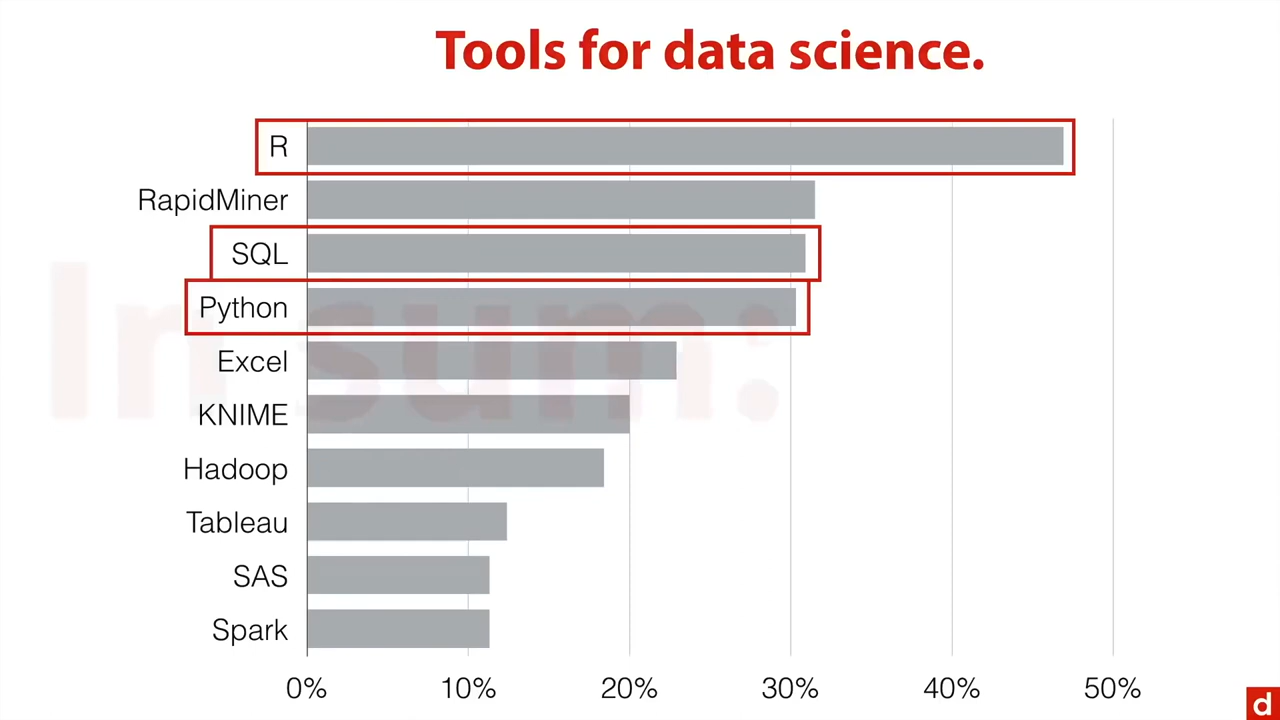 Tools for data science.
R
RapidMiner
SQL
Python
Excel
KNIME
Hadoop
Tableau
SAS
Spark
0% 10% 20% 30% 40% 50%
In sum:
d